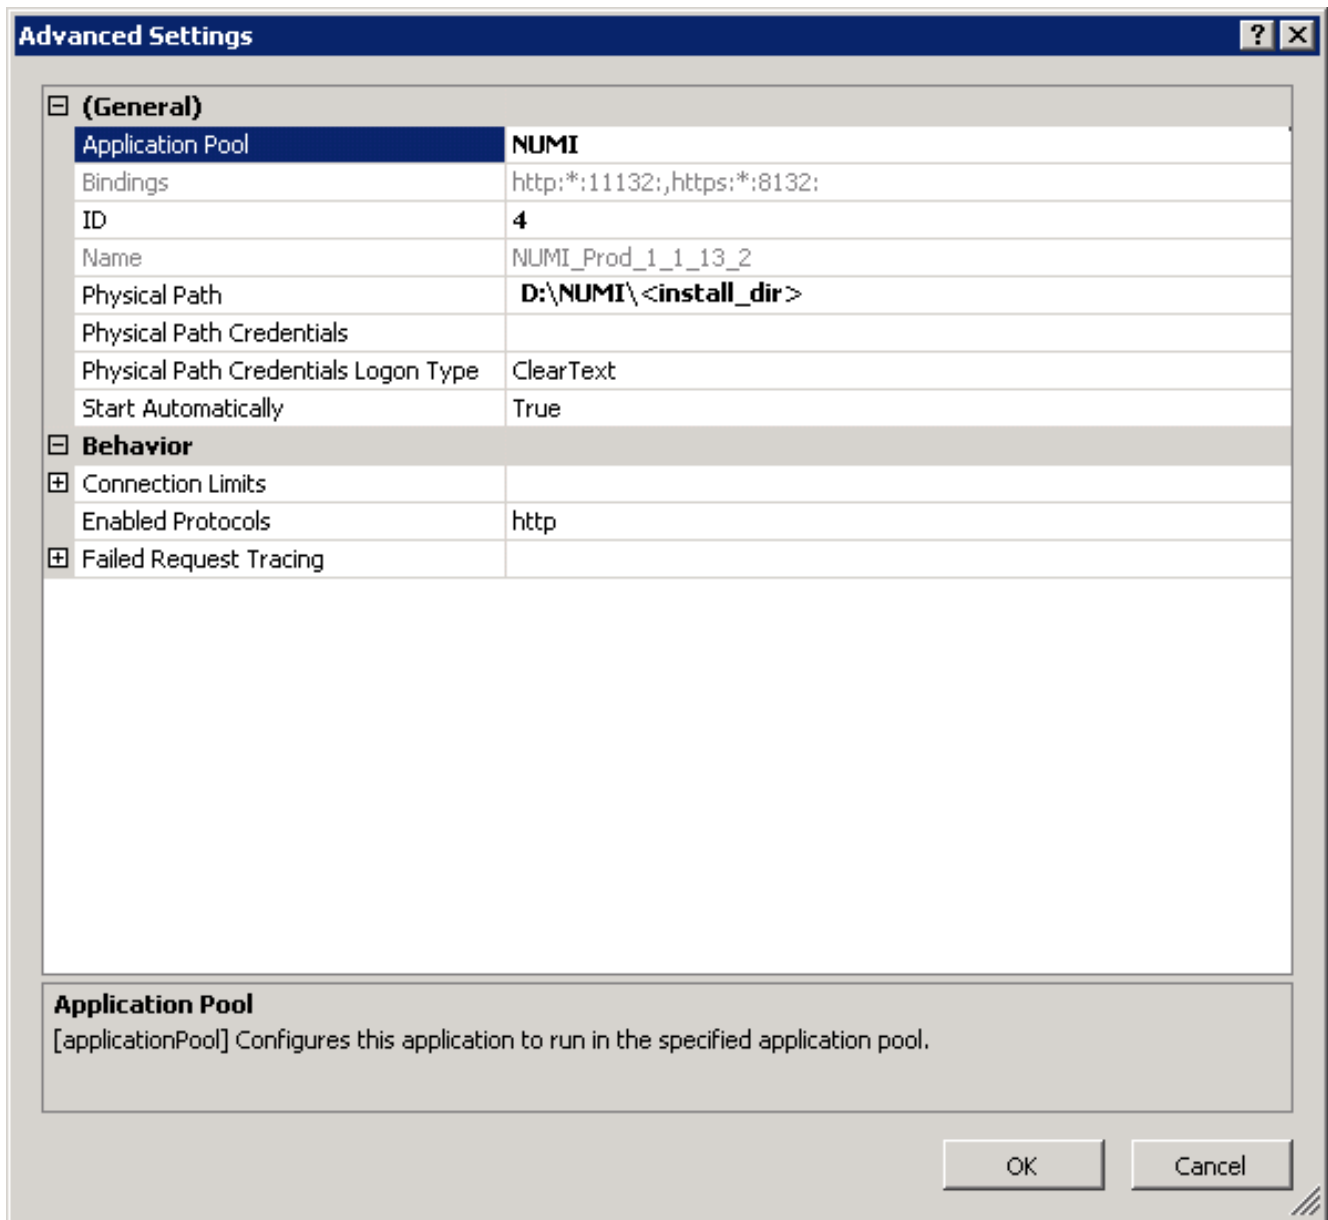 Advanced Settings
(General)
Application Pool NUMI
Bindings http:*:11132:,https:*:8132:
ID 4
Name NUMI_Prod_1_1_13_2
Physical Path D:\NUMI\<install_dir>
Physical Path Credentials
Physical Path Credentials Logon Type ClearText
Start Automatically True
Behavior
Connection Limits
Enabled Protocols http
Failed Request Tracing
Application Pool
[applicationPool] Configures this application to run in the specified application pool.
OK Cancel